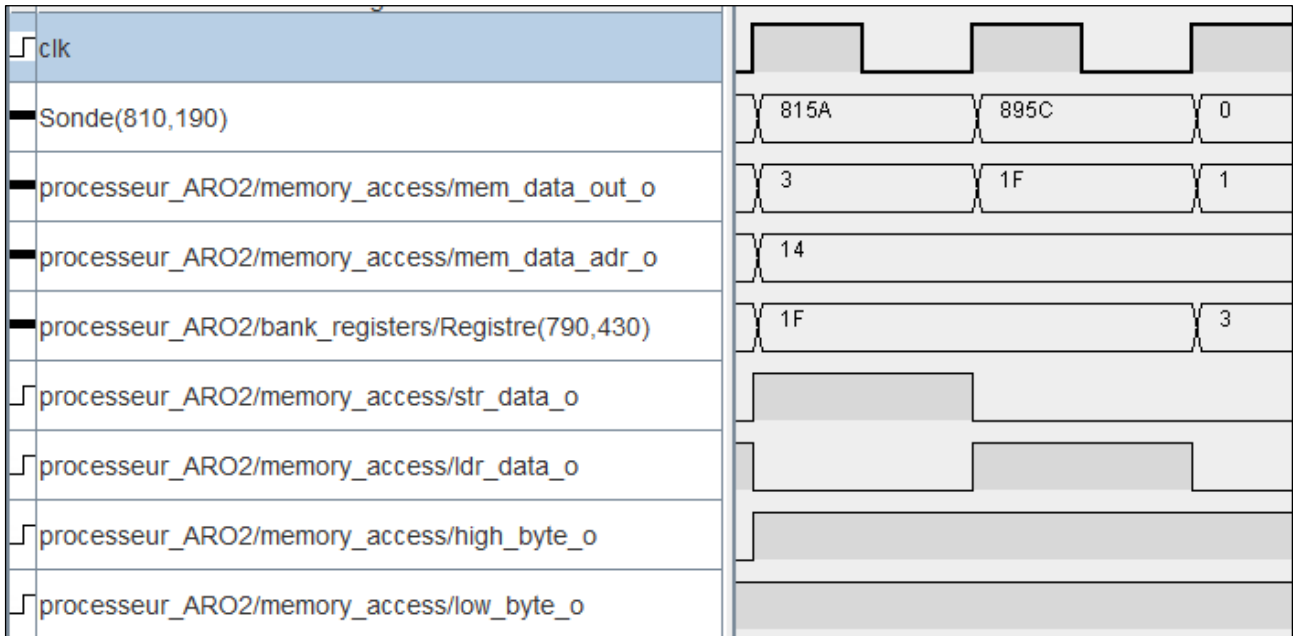 clk
Sonde(810,190) 815A 895C 0
processeur_ARO2/memory_access/mem_data_out_o 3 1F 1
processeur_ARO2/memory_access/mem_data_adr_o 14
processeur_ARO2/bank_registers/Registre(790,430) 1F 3
processeur_ARO2/memory_access/str_data_o
processeur_ARO2/memory_access/ldr_data_o
processeur_ARO2/memory_access/high_byte_o
processeur_ARO2/memory_access/low_byte_o